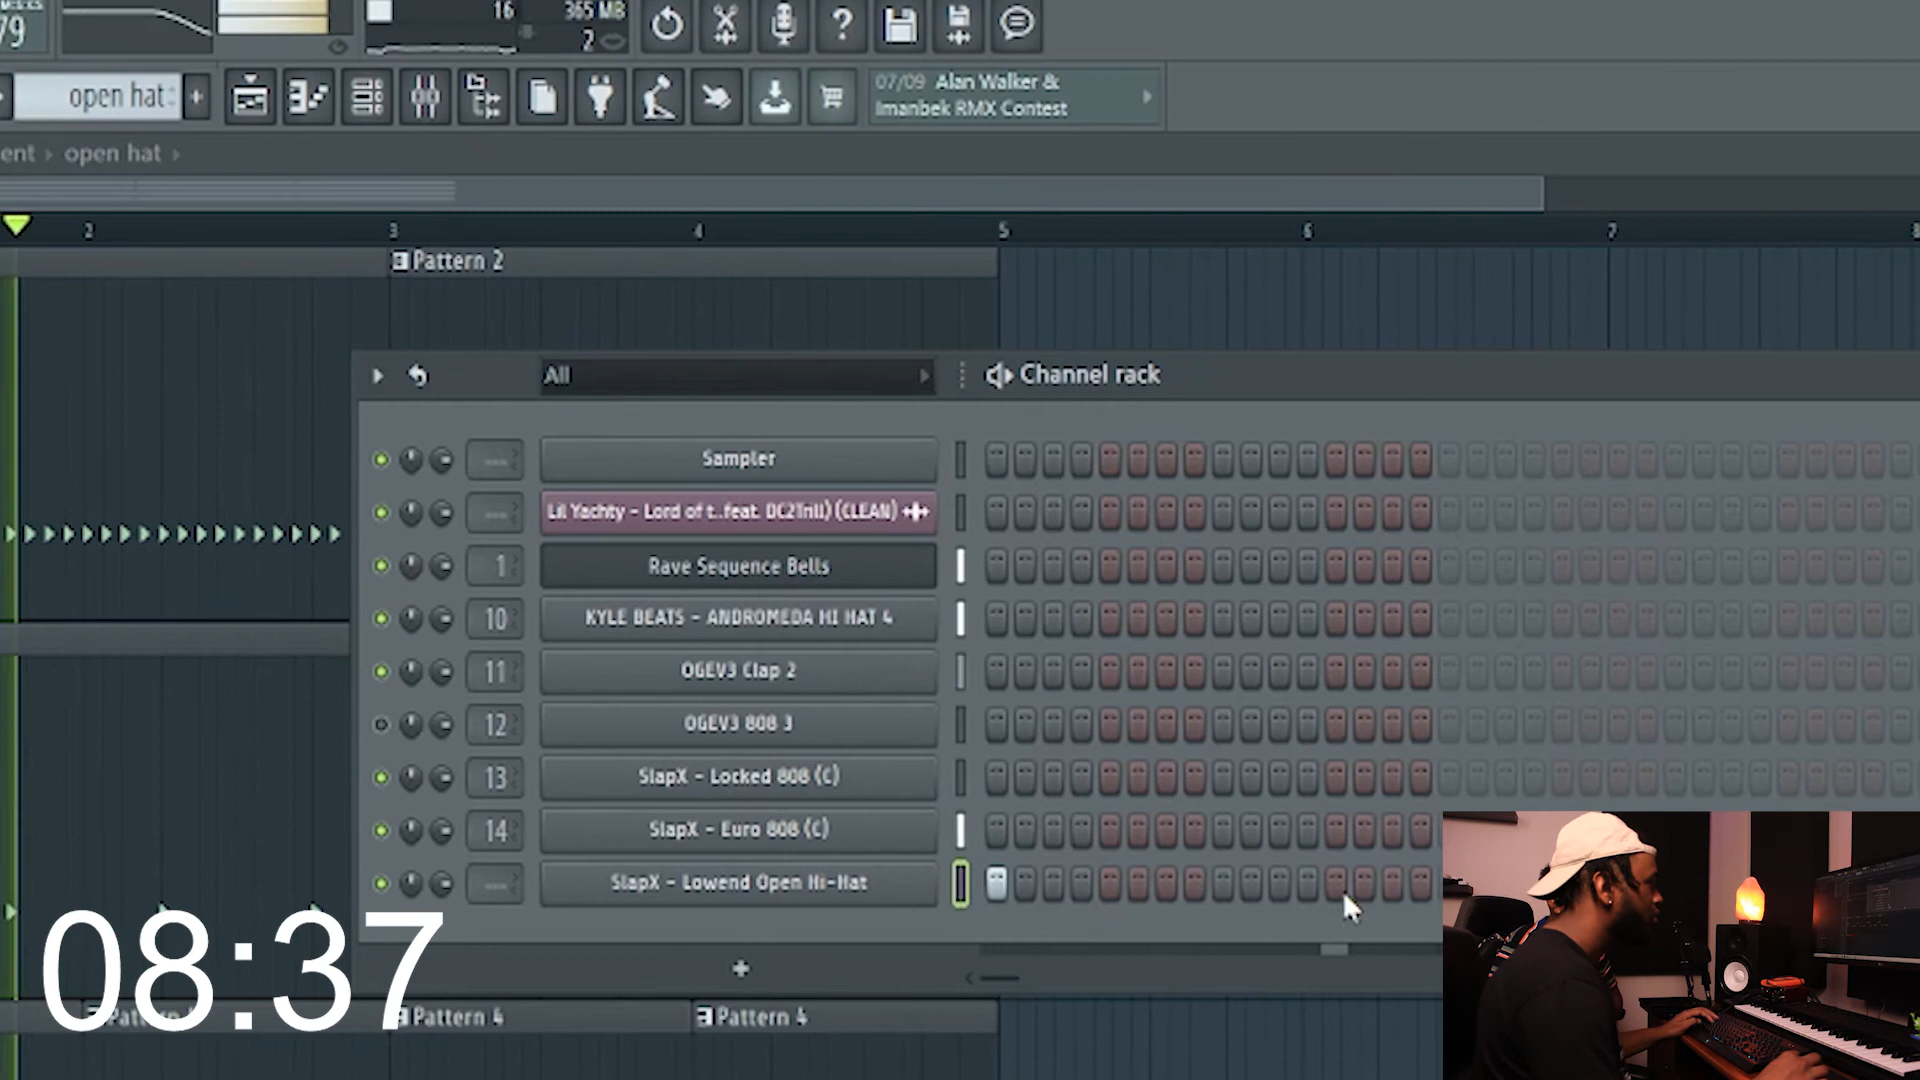 79
16
365 MB
2
open hat
07/09 Alan Walker &
Imanbek RMX Contest
ent > open hat >
2 3 4 5 6 7 8
Pattern 2
All
Channel rack
Sampler
Lil Yachty - Lord of t..feat. DC2Trill) (CLEAN)
1 Rave Sequence Bells
10 KYLE BEATS - ANDROMEDA HI HAT 4
11 OGEV3 Clap 2
12 OGEV3 808 3
13 SlapX - Locked 808 (C)
14 SlapX - Euro 808 (C)
SlapX - Lowend Open Hi-Hat
08:37
Pattern 4
Pattern 4